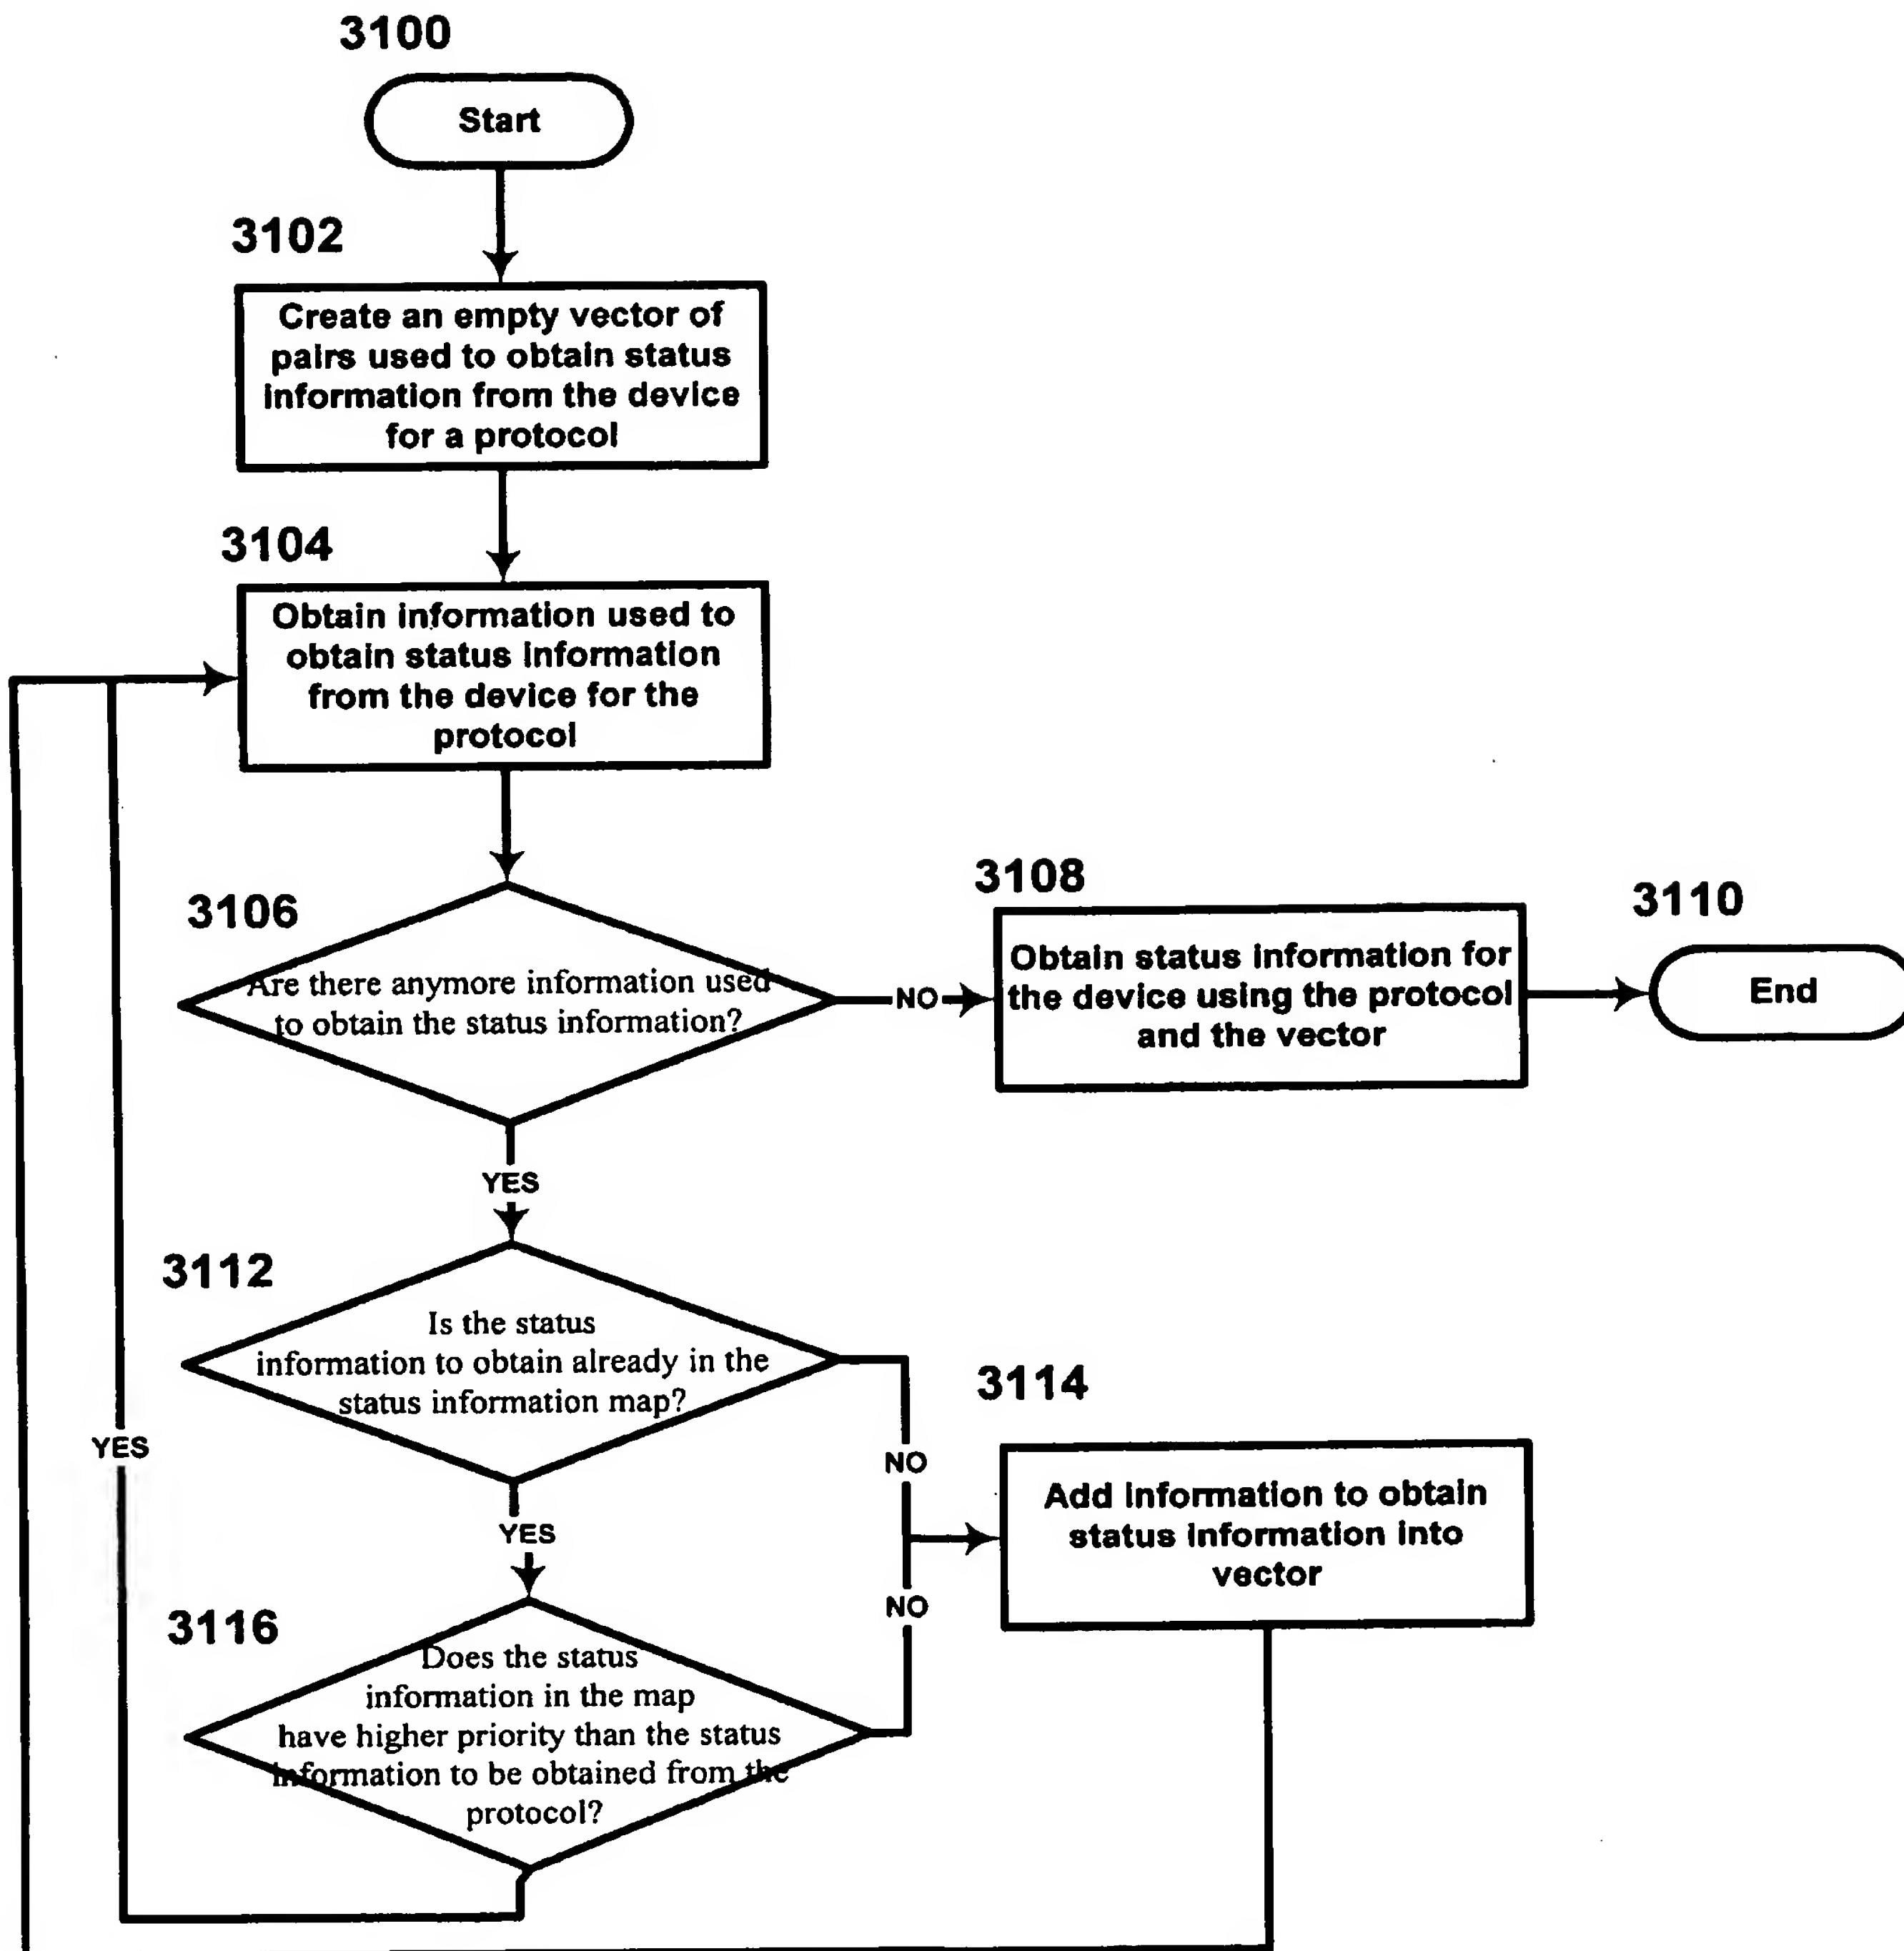 3100
Start
3102
Create an empty vector of
pairs used to obtain status
information from the device
for a protocol
3104
Obtain information used to
obtain status information
from the device for the
protocol
3106
Are there anymore information used
to obtain the status information?
NO
3108
Obtain status information for
the device using the protocol
and the vector
3110
End
YES
3112
Is the status
information to obtain already in the
status information map?
NO
YES
YES
3114
Add information to obtain
status information into
vector
3116
Does the status
information in the map
have higher priority than the status
information to be obtained from the
protocol?
NO